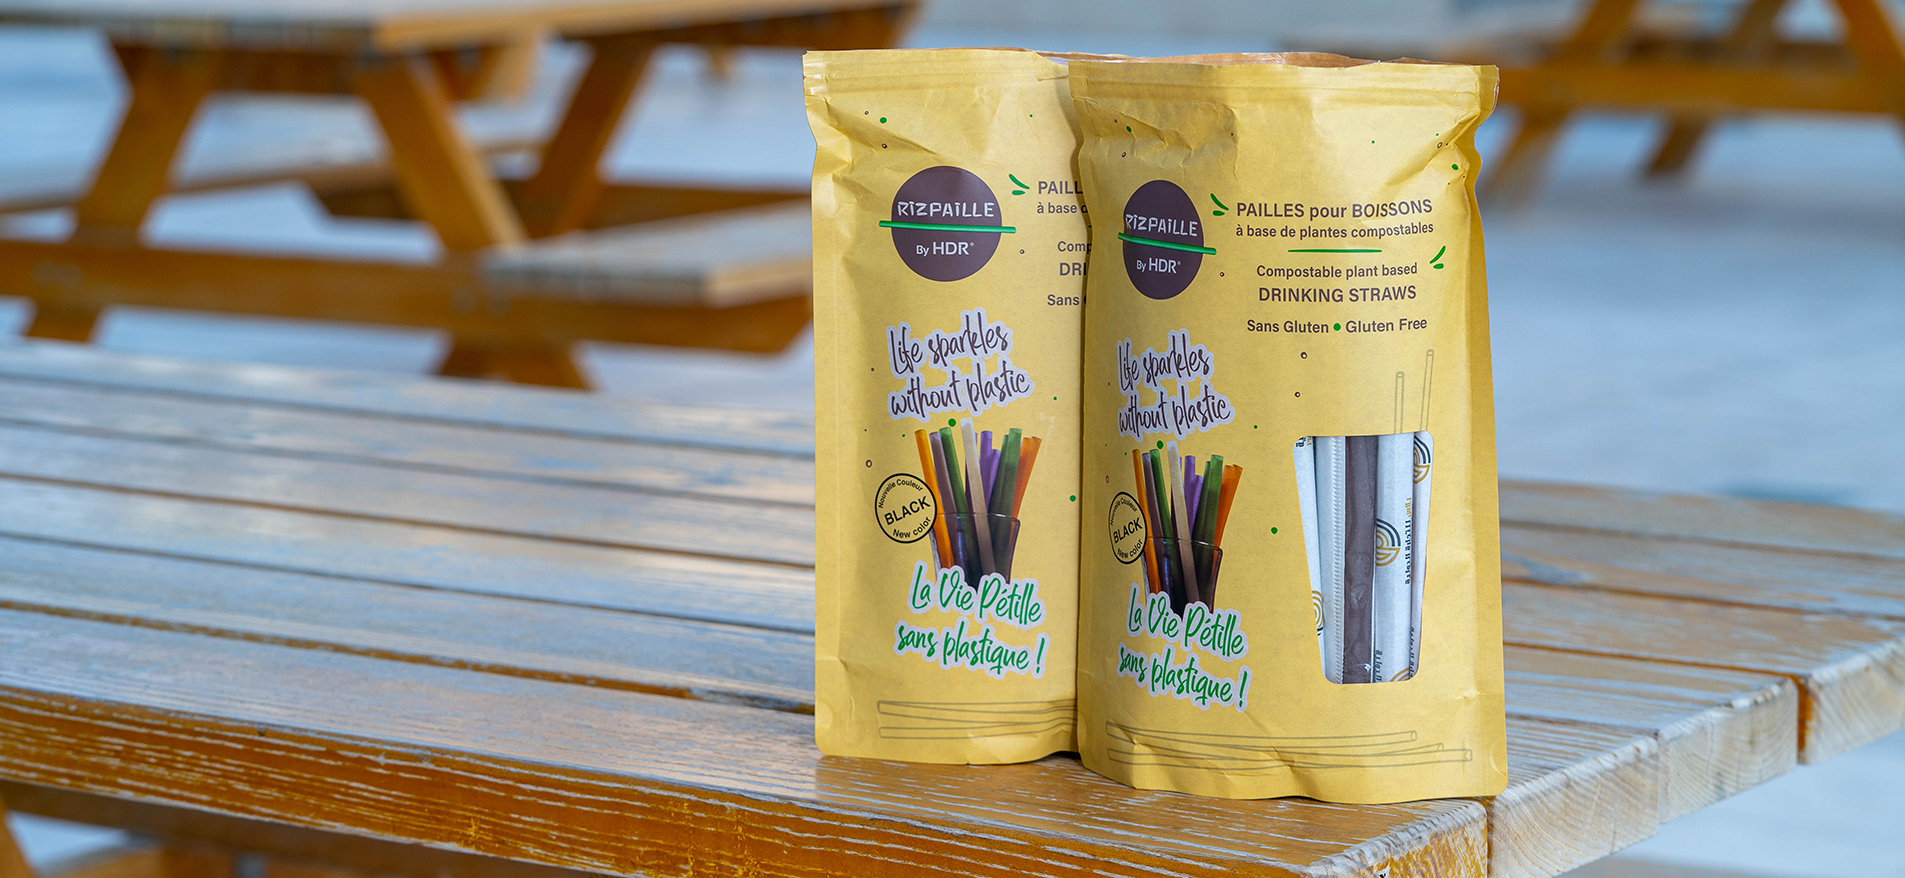 RIZPAILLE
By HDR®
PAILL
à base d
Comp
DRI
Sans
Life sparkles
without plastic
Nouvelle Couleur
BLACK
New color
La Vie Pétille
sans plastique !
RIZPAILLE
By HDR®
PAILLES pour BOISSONS
à base de plantes compostables
Compostable plant based
DRINKING STRAWS
Sans Gluten • Gluten Free
Life sparkles
without plastic
Nouvelle Couleur
BLACK
New color
La Vie Pétille
sans plastique !